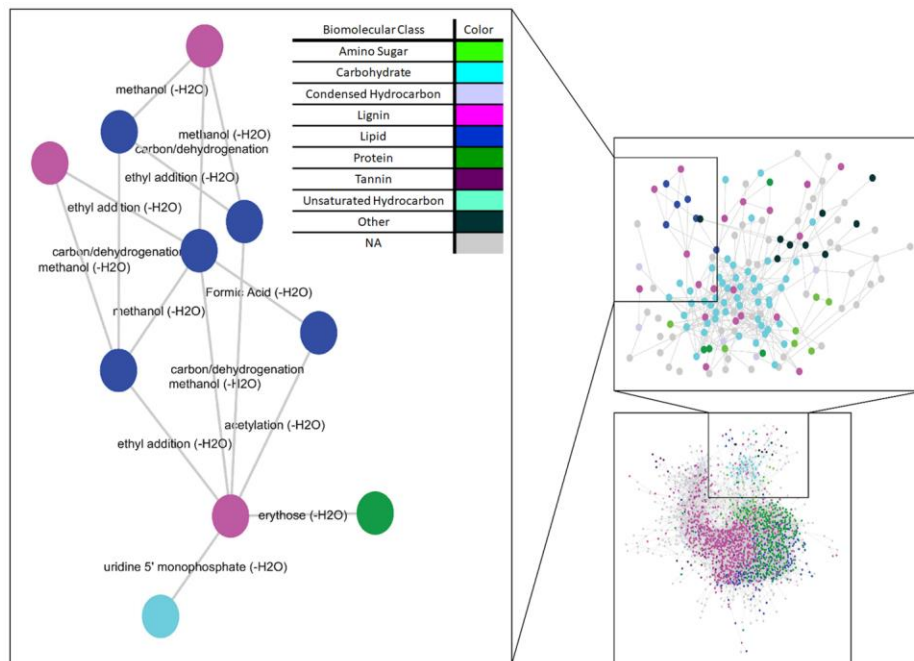 Biomolecular Class Color
Amino Sugar
Carbohydrate
Condensed Hydrocarbon
Lignin
Lipid
Protein
Tannin
Unsaturated Hydrocarbon
Other
NA
methanol (-H2O)
methanol (-H2O)
carbon/dehydrogenation
ethyl addition (-H2O)
ethyl addition (-H2O)
carbon/dehydrogenation
methanol (-H2O)
Formic Acid (-H2O)
methanol (-H2O)
carbon/dehydrogenation
methanol (-H2O)
acetylation (-H2O)
ethyl addition (-H2O)
erythose (-H2O)
uridine 5' monophosphate (-H2O)